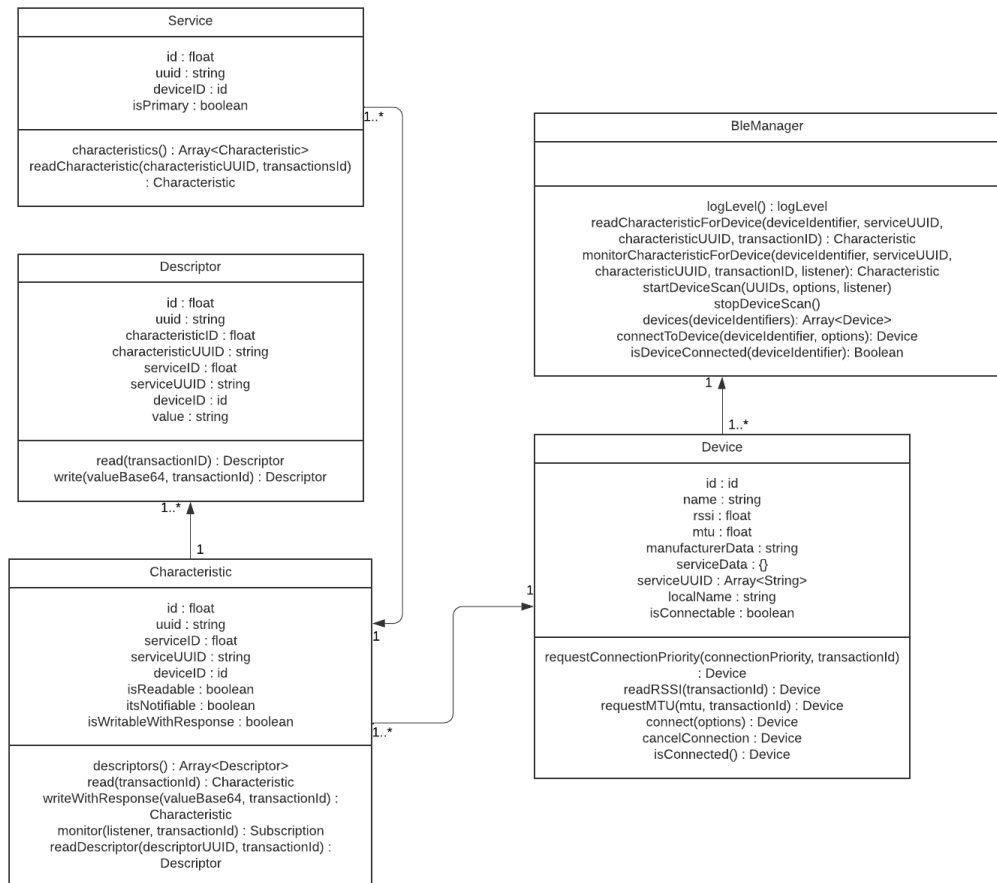 Service
id : float
uuid : string
deviceID : id
isPrimary : boolean
characteristics() : Array<Characteristic>
readCharacteristic(characteristicUUID, transactionsId)
: Characteristic
1..*
Descriptor
id : float
uuid : string
characteristicID : float
characteristicUUID : string
serviceID : float
serviceUUID : string
deviceID : id
value : string
read(transactionID) : Descriptor
write(valueBase64, transactionId) : Descriptor
1..*
1
Characteristic
id : float
uuid : string
serviceID : float
serviceUUID : string
deviceID : id
isReadable : boolean
itsNotifiable : boolean
isWritableWithResponse : boolean
descriptors() : Array<Descriptor>
read(transactionId) : Characteristic
writeWithResponse(valueBase64, transactionId) :
Characteristic
monitor(listener, transactionId) : Subscription
readDescriptor(descriptorUUID, transactionId) :
Descriptor
1
1..*
BleManager
logLevel() : logLevel
readCharacteristicForDevice(deviceIdentifier, serviceUUID,
characteristicUUID, transactionID) : Characteristic
monitorCharacteristicForDevice(deviceIdentifier, serviceUUID,
characteristicUUID, transactionID, listener): Characteristic
startDeviceScan(UUIDs, options, listener)
stopDeviceScan()
devices(deviceIdentifiers): Array<Device>
connectToDevice(deviceIdentifier, options): Device
isDeviceConnected(deviceIdentifier): Boolean
1
1..*
Device
id : id
name : string
rssi : float
mtu : float
manufacturerData : string
serviceData : {}
serviceUUID : Array<String>
localName : string
isConnectable : boolean
1
requestConnectionPriority(connectionPriority, transactionId)
: Device
readRSSI(transactionId) : Device
requestMTU(mtu, transactionId) : Device
connect(options) : Device
cancelConnection : Device
isConnected() : Device